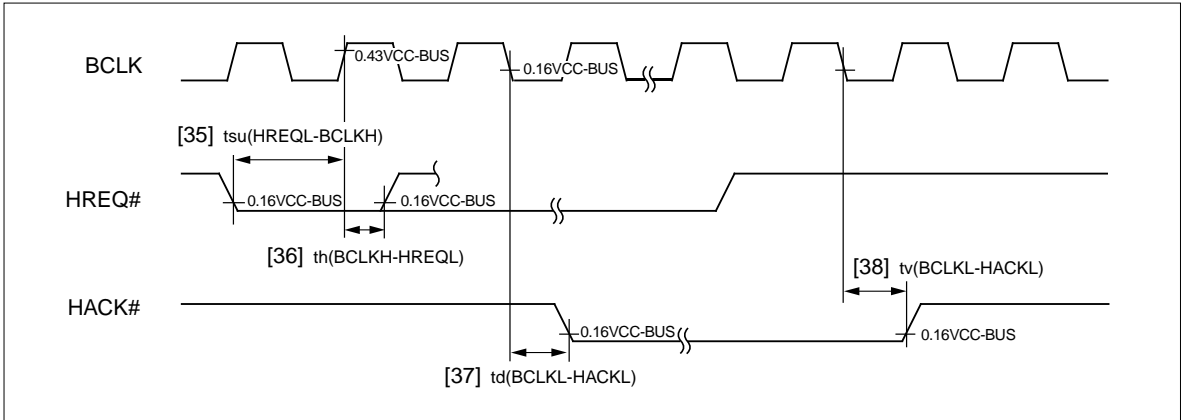 BCLK
0.43VCC-BUS
0.16VCC-BUS
[35] tsu(HREQL-BCLKH)
HREQ#
0.16VCC-BUS
0.16VCC-BUS
[36] th(BCLKH-HREQL)
[38] tv(BCLKL-HACKL)
HACK#
0.16VCC-BUS
0.16VCC-BUS
[37] td(BCLKL-HACKL)